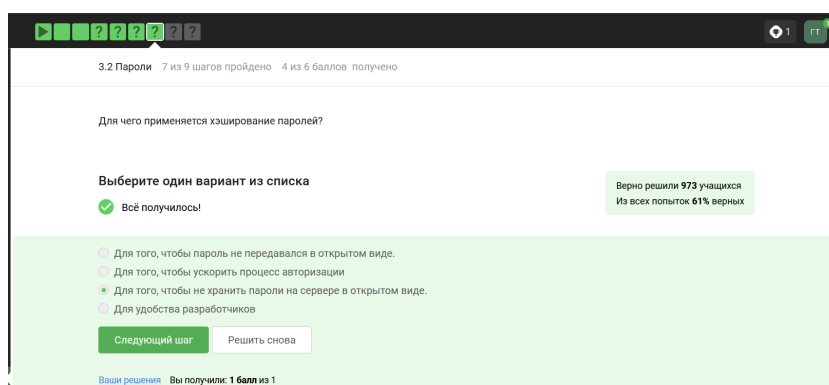 ? ? ? ? ? ?
1 ГТ
3.2 Пароли 7 из 9 шагов пройдено 4 из 6 баллов получено
Для чего применяется хэширование паролей?
Выберите один вариант из списка
Всё получилось!
Верно решили 973 учащихся
Из всех попыток 61% верных
Для того, чтобы пароль не передавался в открытом виде.
Для того, чтобы ускорить процесс авторизации
Для того, чтобы не хранить пароли на сервере в открытом виде.
Для удобства разработчиков
Следующий шаг Решить снова
Ваши решения Вы получили: 1 балл из 1